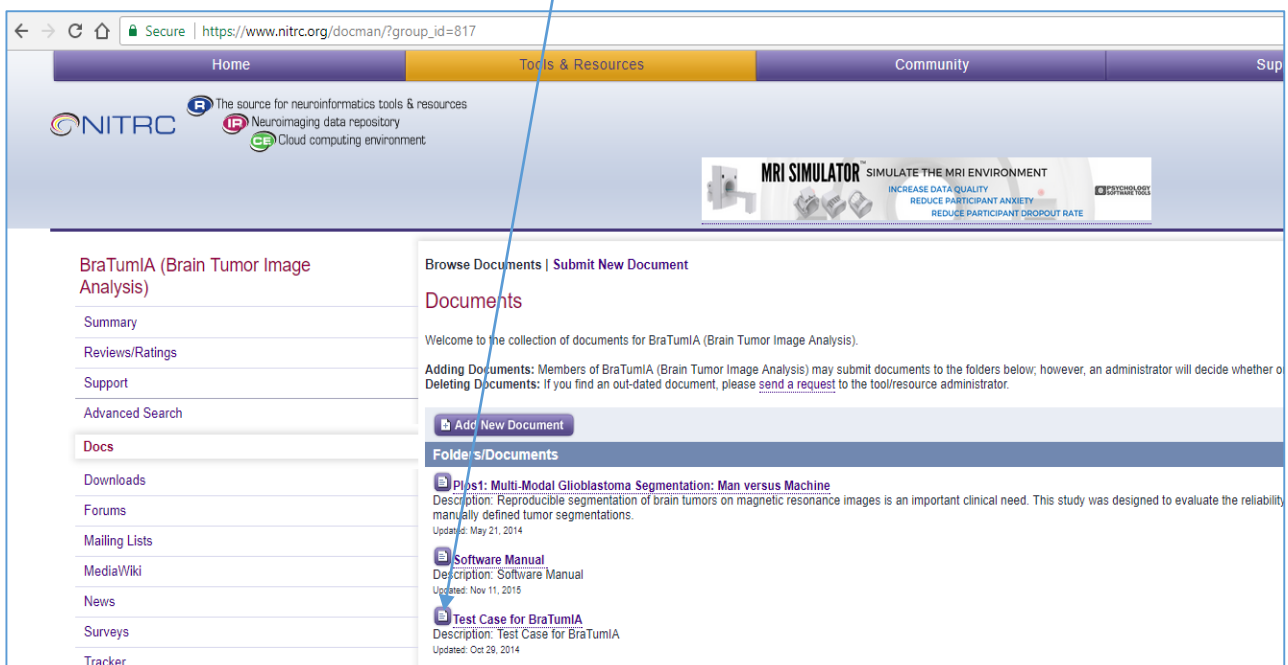 Secure | https://www.nitrc.org/docman/?group_id=817
Home
Tools & Resources
Community
Sup
NITRC
R The source for neuroinformatics tools & resources
IR Neuroimaging data repository
CE Cloud computing environment
MRI SIMULATOR™ SIMULATE THE MRI ENVIRONMENT
INCREASE DATA QUALITY
REDUCE PARTICIPANT ANXIETY
REDUCE PARTICIPANT DROPOUT RATE
PSYCHOLOGY
SOFTWARE TOOLS
BraTumIA (Brain Tumor Image
Analysis)
Summary
Reviews/Ratings
Support
Advanced Search
Docs
Downloads
Forums
Mailing Lists
MediaWiki
News
Surveys
Tracker
Browse Documents | Submit New Document
Documents
Welcome to the collection of documents for BraTumIA (Brain Tumor Image Analysis).
Adding Documents: Members of BraTumIA (Brain Tumor Image Analysis) may submit documents to the folders below; however, an administrator will decide whether o
Deleting Documents: If you find an out-dated document, please send a request to the tool/resource administrator.
Add New Document
Folders/Documents
Plos1: Multi-Modal Glioblastoma Segmentation: Man versus Machine
Description: Reproducible segmentation of brain tumors on magnetic resonance images is an important clinical need. This study was designed to evaluate the reliability
manually defined tumor segmentations.
Updated: May 21, 2014
Software Manual
Description: Software Manual
Updated: Nov 11, 2015
Test Case for BraTumIA
Description: Test Case for BraTumIA
Updated: Oct 29, 2014